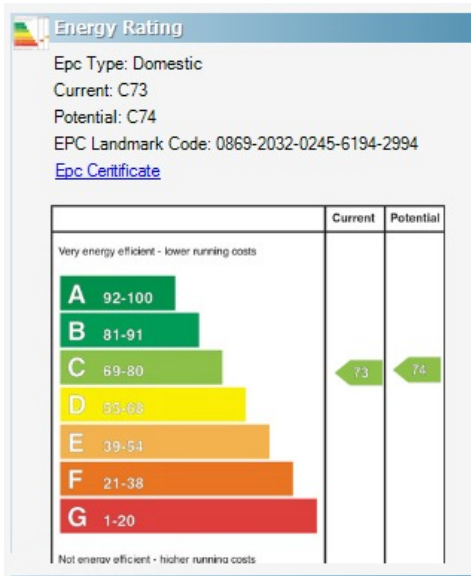 Energy Rating
Epc Type: Domestic
Current: C73
Potential: C74
EPC Landmark Code: 0869-2032-0245-6194-2994
Epc Ceritificate
Current Potential
Very energy efficient - lower running costs
A 92-100
B 81-91
C 69-80
73 74
D 55-68
E 39-54
F 21-38
G 1-20
Not energy efficient - higher running costs